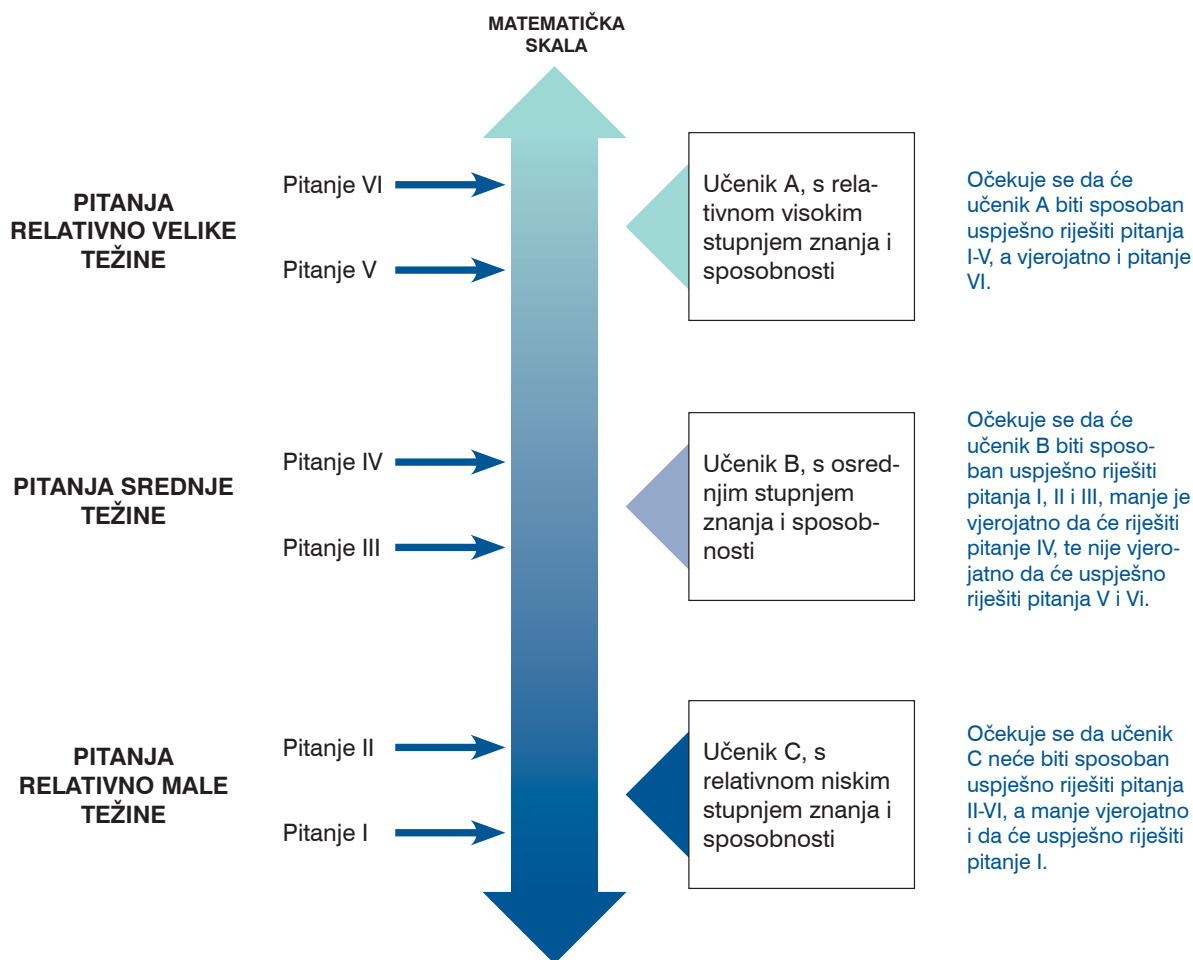 MATEMATIČKA
SKALA
PITANJA
RELATIVNO VELIKE
TEŽINE
Pitanje VI
Pitanje V
Učenik A, s rela-
tivnom visokim
stupnjem znanja i
sposobnosti
Očekuje se da će
učenik A biti sposoban
uspješno riješiti pitanja
I-V, a vjerojatno i pitanje
VI.
PITANJA SREDNJE
TEŽINE
Pitanje IV
Pitanje III
Učenik B, s osred-
njim stupnjem
znanja i sposob-
nosti
Očekuje se da će
učenik B biti sposo-
ban uspješno riješiti
pitanja I, II i III, manje je
vjerojatno da će riješiti
pitanje IV, te nije vjero-
jatno da će uspješno
riješiti pitanja V i Vi.
PITANJA
RELATIVNO MALE
TEŽINE
Pitanje II
Pitanje I
Učenik C, s
relativnom niskim
stupnjem znanja i
sposobnosti
Očekuje se da učenik
C neće biti sposoban
uspješno riješiti pitanja
II-VI, a manje vjerojatno
i da će uspješno riješiti
pitanje I.